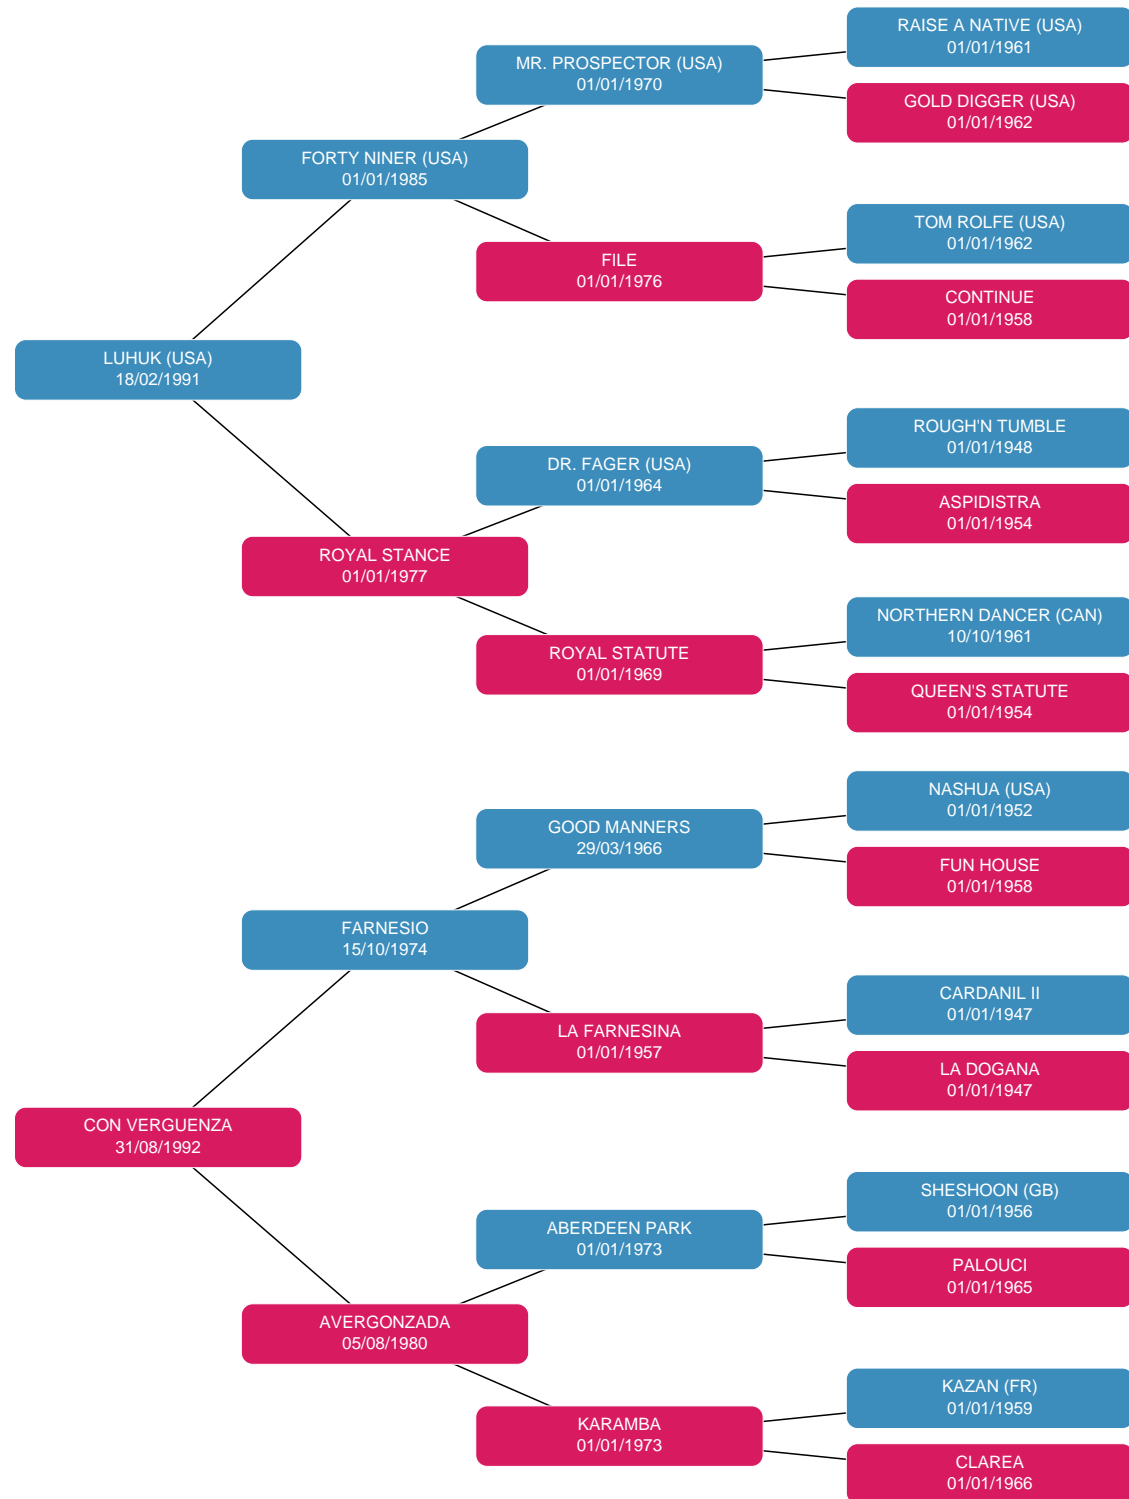 RAISE A NATIVE (USA)
01/01/1961
MR. PROSPECTOR (USA)
01/01/1970
GOLD DIGGER (USA)
01/01/1962
FORTY NINER (USA)
01/01/1985
TOM ROLFE (USA)
01/01/1962
FILE
01/01/1976
CONTINUE
01/01/1958
LUHUK (USA)
18/02/1991
ROUGH'N TUMBLE
01/01/1948
DR. FAGER (USA)
01/01/1964
ASPIDISTRA
01/01/1954
ROYAL STANCE
01/01/1977
NORTHERN DANCER (CAN)
10/10/1961
ROYAL STATUTE
01/01/1969
QUEEN'S STATUTE
01/01/1954
NASHUA (USA)
01/01/1952
GOOD MANNERS
29/03/1966
FUN HOUSE
01/01/1958
FARNESIO
15/10/1974
CARDANIL II
01/01/1947
LA FARNESINA
01/01/1957
LA DOGANA
01/01/1947
CON VERGUENZA
31/08/1992
SHESHOON (GB)
01/01/1956
ABERDEEN PARK
01/01/1973
PALOUCI
01/01/1965
AVERGONZADA
05/08/1980
KAZAN (FR)
01/01/1959
KARAMBA
01/01/1973
CLAREA
01/01/1966